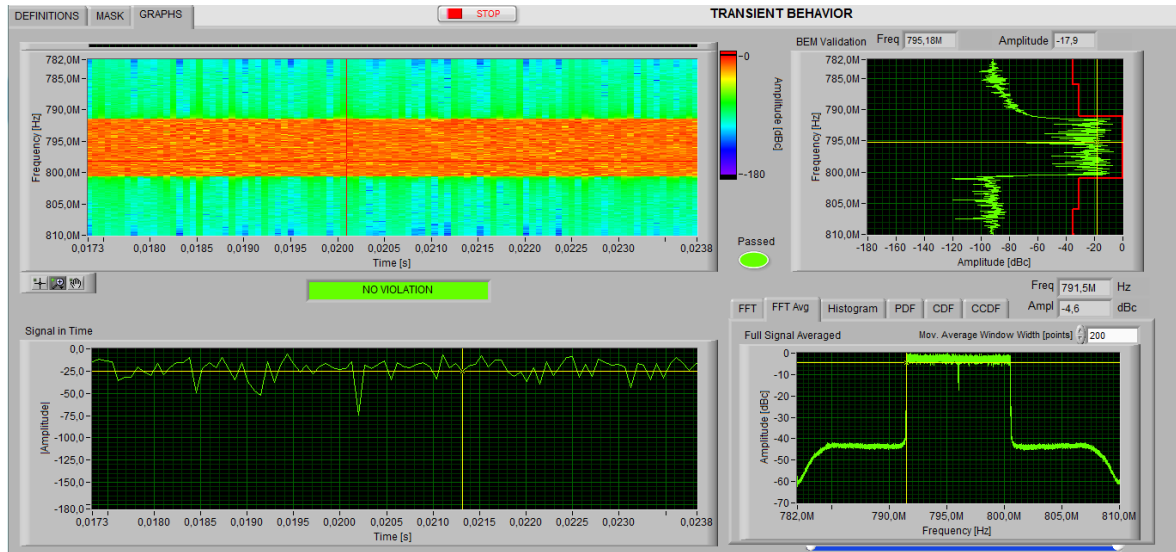 DEFINITIONS MASK GRAPHS
STOP
TRANSIENT BEHAVIOR
782,0M
785,0M
790,0M
795,0M
800,0M
805,0M
810,0M
Frequency [Hz]
0,0173 0,0180 0,0185 0,0190 0,0195 0,0200 0,0205 0,0210 0,0215 0,0220 0,0225 0,0230 0,0238
Time [s]
-0
-180
Amplitude [dBc]
BEM Validation Freq 795,18M Amplitude -17,9
782,0M
785,0M
790,0M
795,0M
800,0M
805,0M
810,0M
Frequency [Hz]
-180 -160 -140 -120 -100 -80 -60 -40 -20 0
Amplitude [dBc]
Passed
NO VIOLATION
Freq 791,5M Hz
Ampl -4,6 dBc
Signal in Time
0,0
-25,0
-50,0
-75,0
-100,0
-125,0
-150,0
-180,0
|Amplitude|
0,0173 0,0180 0,0185 0,0190 0,0195 0,0200 0,0205 0,0210 0,0215 0,0220 0,0225 0,0230 0,0238
Time [s]
FFT FFT Avg Histogram PDF CDF CCDF
Full Signal Averaged Mov. Average Window Width [points] 200
0
-10
-20
-30
-40
-50
-60
-70
Amplitude [dBc]
782,0M 790,0M 795,0M 800,0M 805,0M 810,0M
Frequency [Hz]